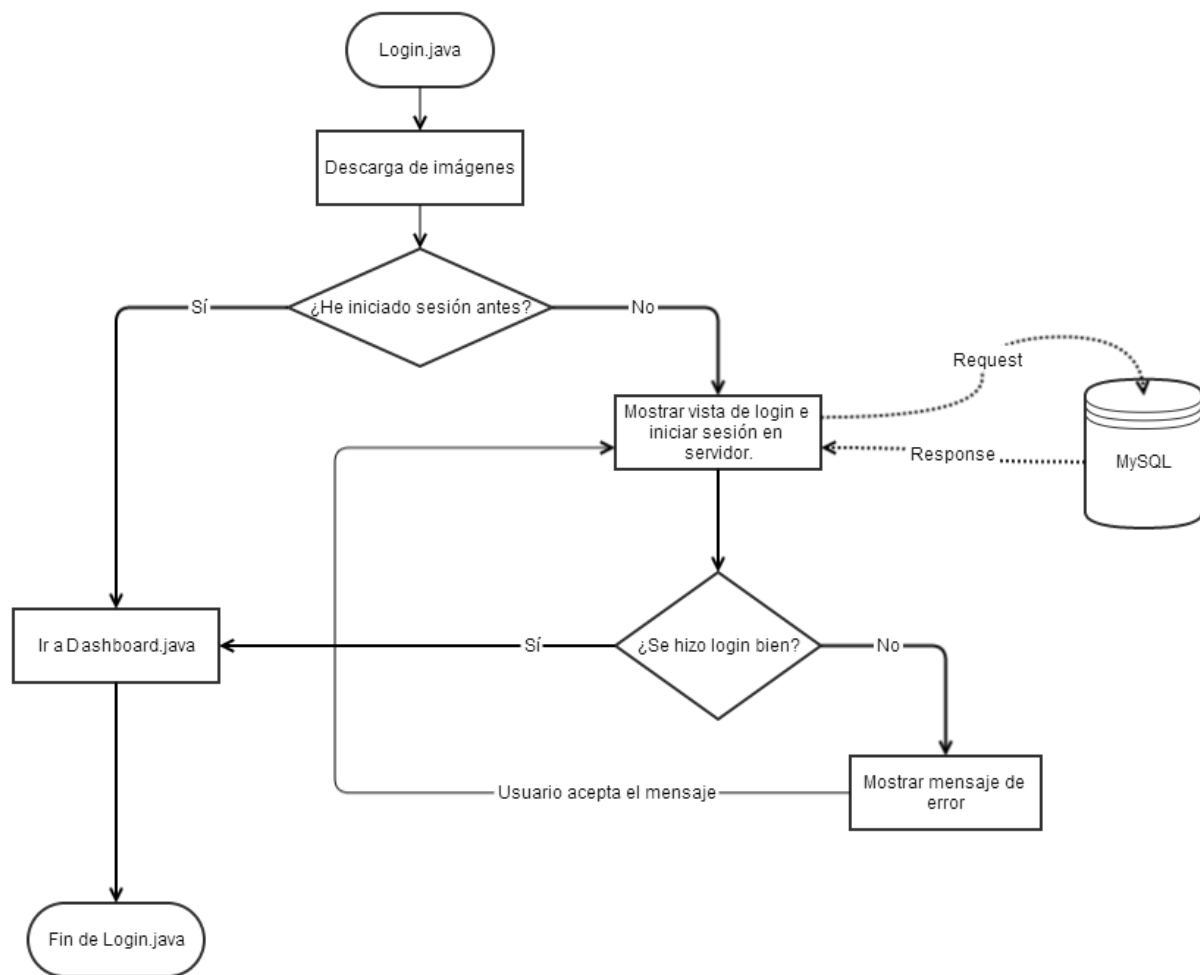 Login.java
Descarga de imágenes
¿He iniciado sesión antes?
Sí
No
Request
Mostrar vista de login e
iniciar sesión en
servidor.
Response
MySQL
Ir a Dashboard.java
Sí
¿Se hizo login bien?
No
Usuario acepta el mensaje
Mostrar mensaje de
error
Fin de Login.java